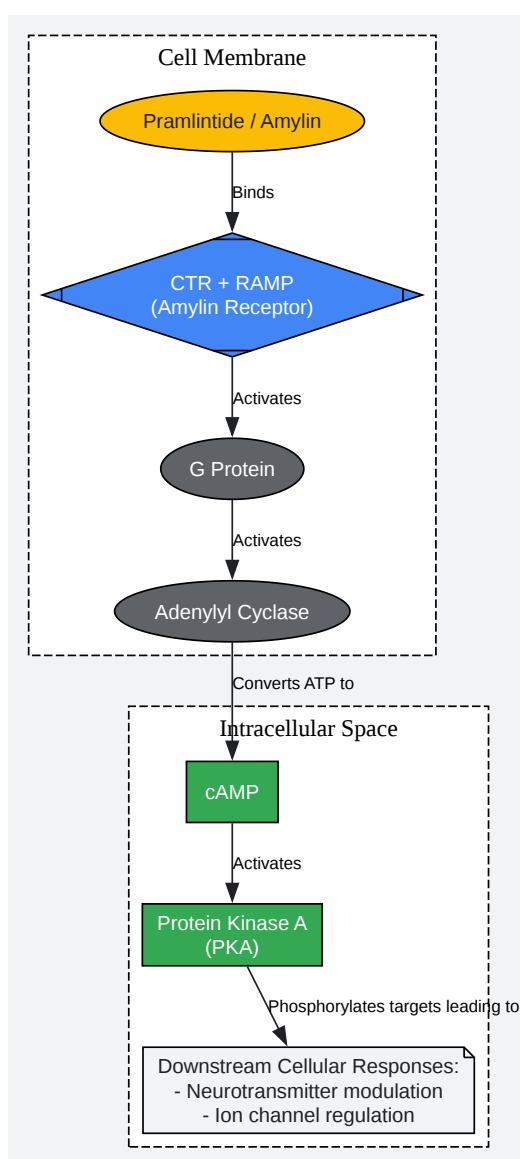 Cell Membrane
Pramlintide / Amylin
Binds
CTR + RAMP
(Amylin Receptor)
Activates
G Protein
Activates
Adenylyl Cyclase
Converts ATP to
Intracellular Space
cAMP
Activates
Protein Kinase A
(PKA)
Phosphorylates targets leading to
Downstream Cellular Responses:
- Neurotransmitter modulation
- Ion channel regulation